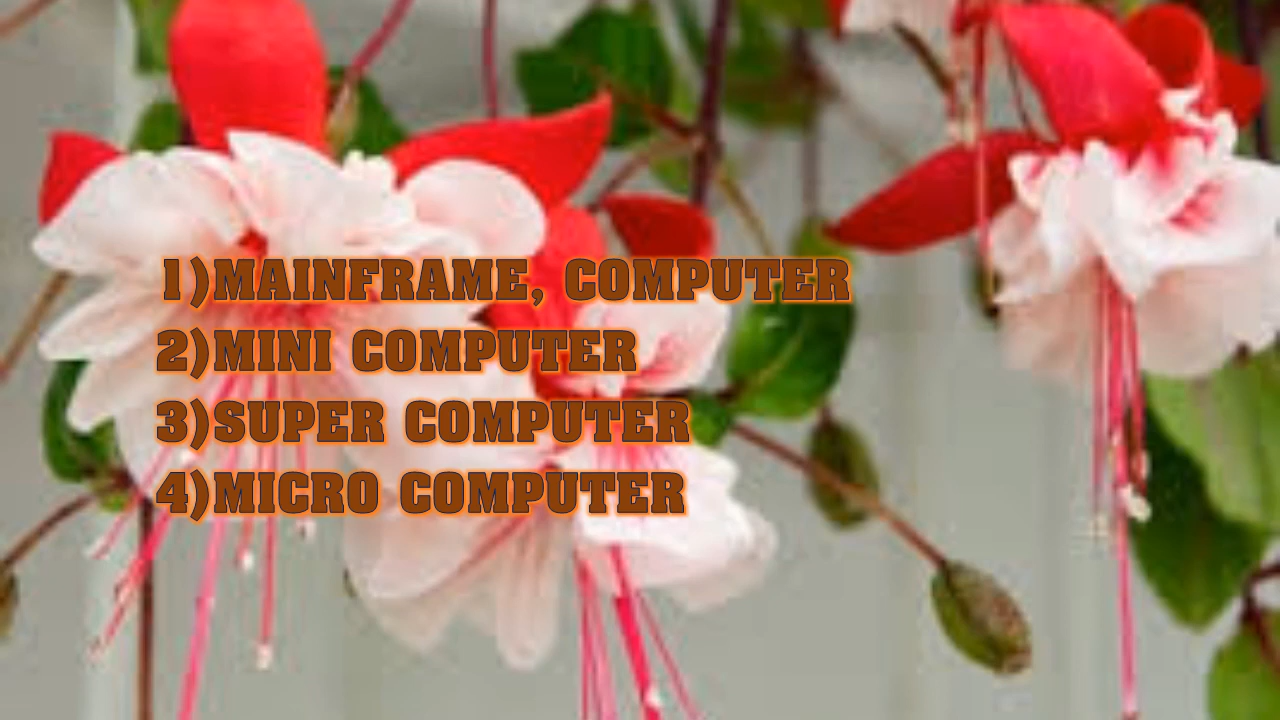 1)MAINFRAME, COMPUTER
2)MINI COMPUTER
3)SUPER COMPUTER
4)MICRO COMPUTER